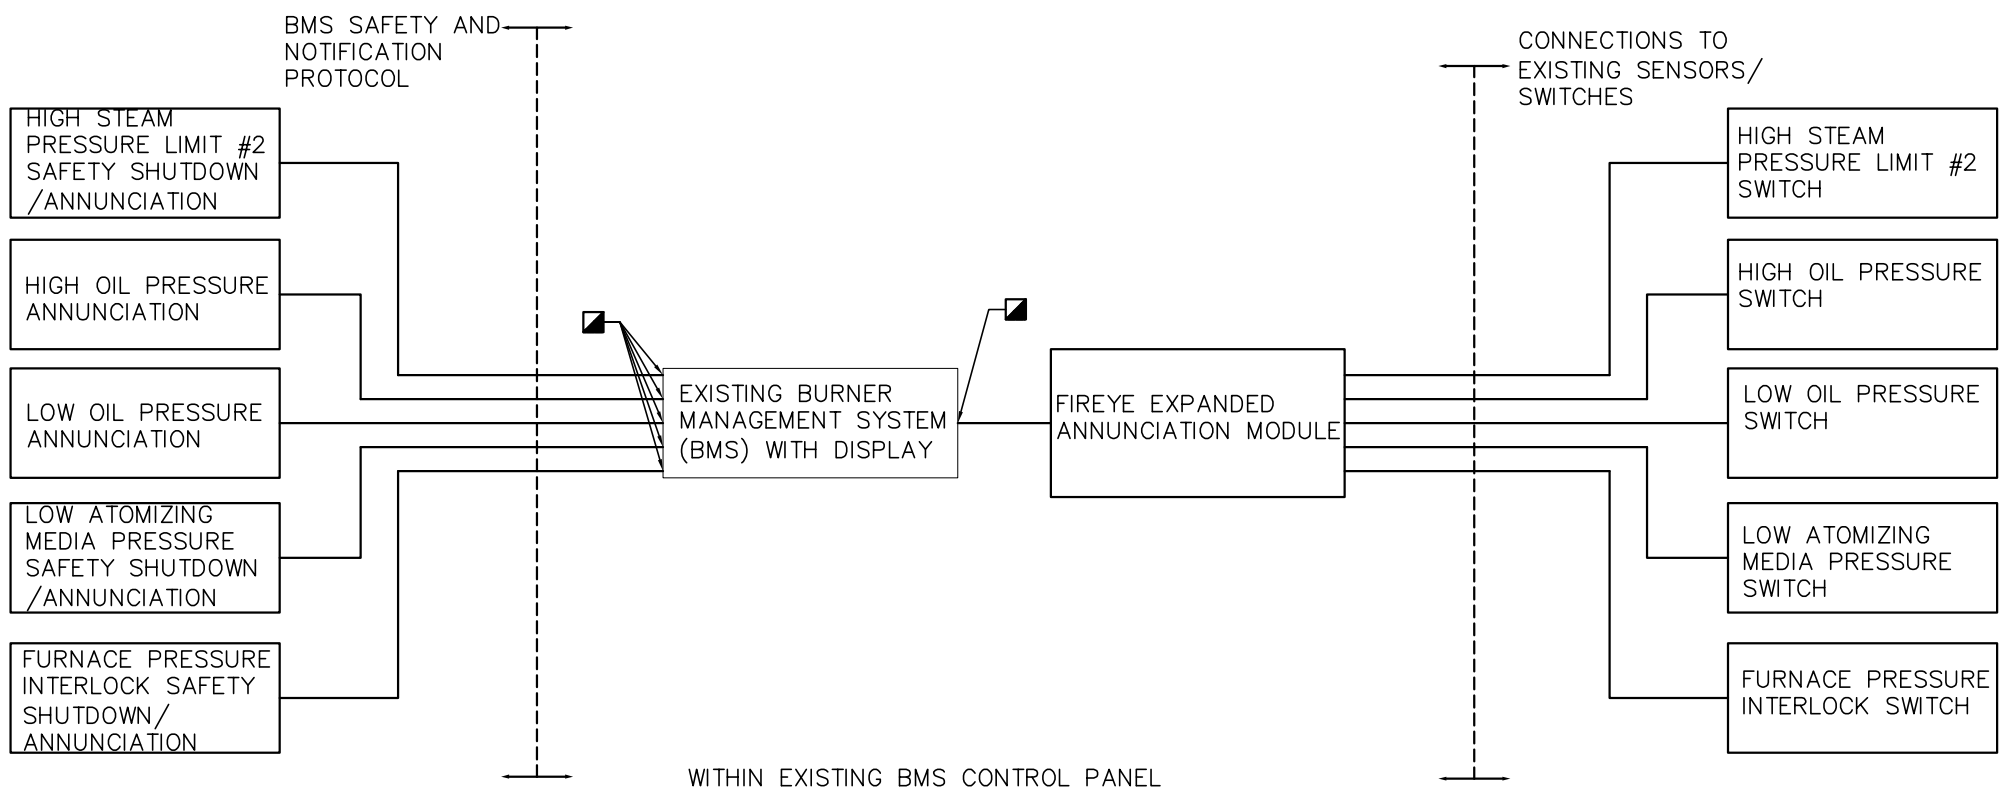 BMS SAFETY AND
NOTIFICATION
PROTOCOL
CONNECTIONS TO
EXISTING SENSORS/
SWITCHES
HIGH STEAM
PRESSURE LIMIT #2
SAFETY SHUTDOWN
/ANNUNCIATION
HIGH OIL PRESSURE
ANNUNCIATION
LOW OIL PRESSURE
ANNUNCIATION
LOW ATOMIZING
MEDIA PRESSURE
SAFETY SHUTDOWN
/ANNUNCIATION
FURNACE PRESSURE
INTERLOCK SAFETY
SHUTDOWN/
ANNUNCIATION
EXISTING BURNER
MANAGEMENT SYSTEM
(BMS) WITH DISPLAY
FIREYE EXPANDED
ANNUNCIATION MODULE
HIGH STEAM
PRESSURE LIMIT #2
SWITCH
HIGH OIL PRESSURE
SWITCH
LOW OIL PRESSURE
SWITCH
LOW ATOMIZING
MEDIA PRESSURE
SWITCH
FURNACE PRESSURE
INTERLOCK SWITCH
WITHIN EXISTING BMS CONTROL PANEL